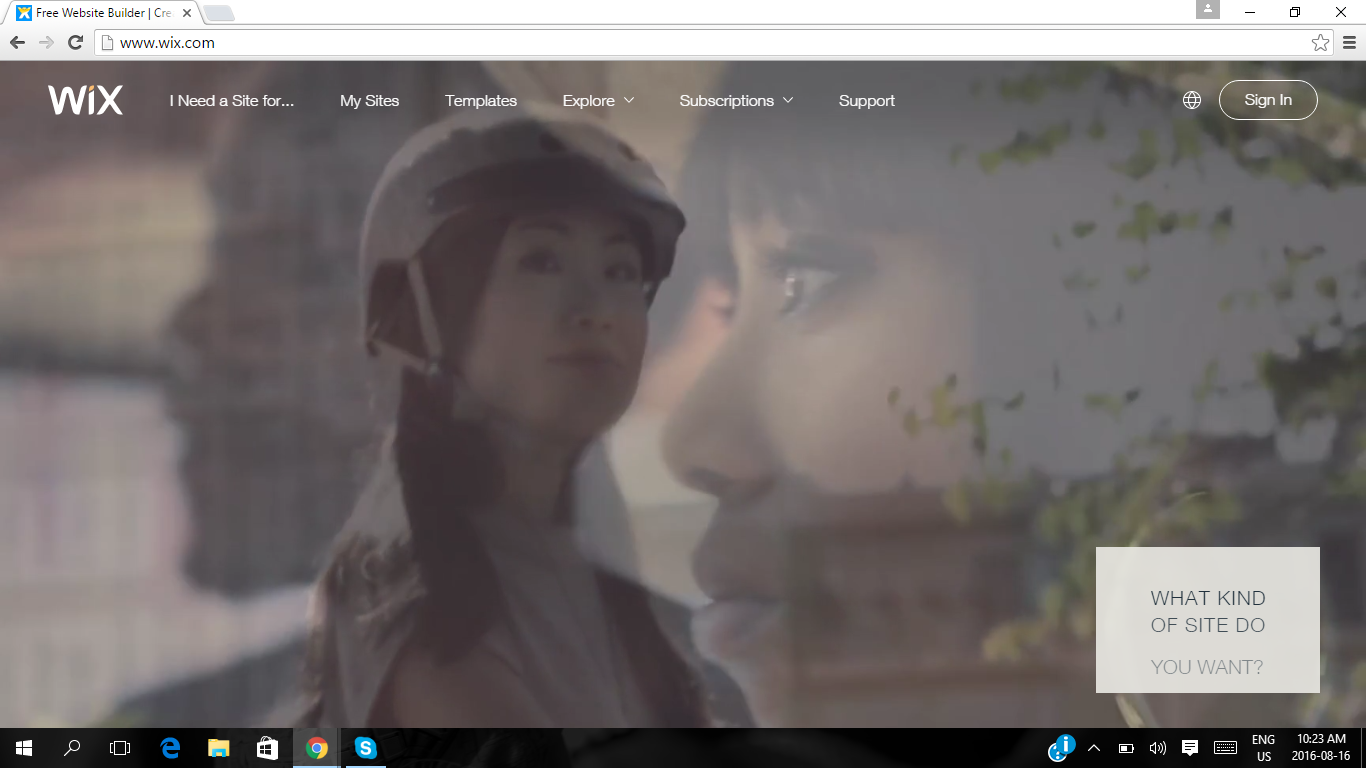 Free Website Builder | Cre
www.wix.com
WiX
I Need a Site for...
My Sites
Templates
Explore
Subscriptions
Support
Sign In
WHAT KIND
OF SITE DO
YOU WANT?
ENG
US
10:23 AM
2016-08-16